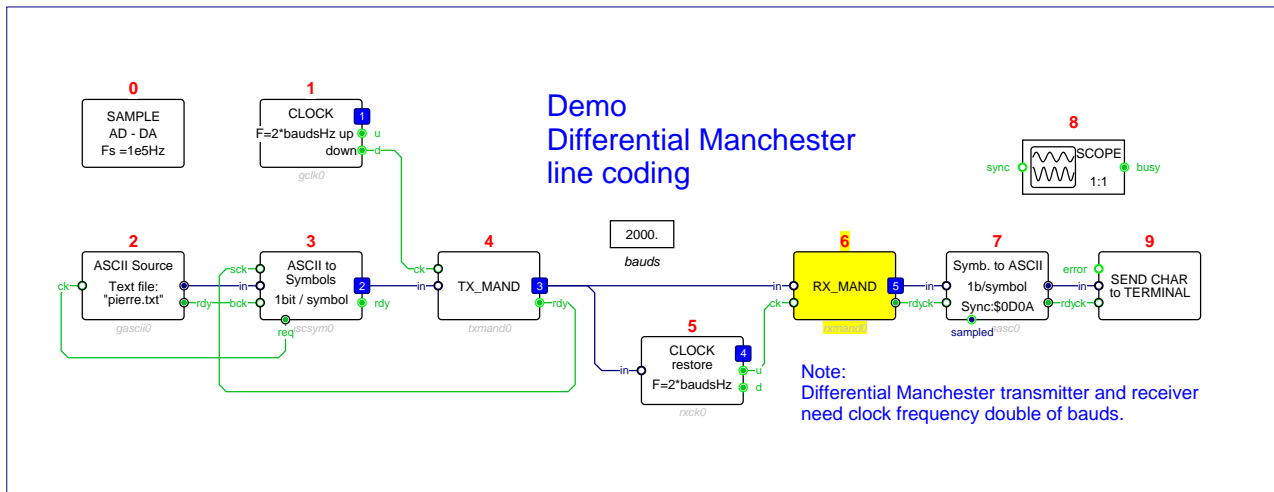 0
SAMPLE
AD - DA
Fs =1e5Hz
1
CLOCK
1
F=2*baudsHz up
u
down
d
gclk0
Demo
Differential Manchester
line coding
8
sync
SCOPE
1:1
busy
2000.
bauds
2
ASCII Source
Text file:
"pierre.txt"
ck
rdy
gascii0
3
ASCII to
Symbols
1bit / symbol
sck
in
bck
2
rdy
req
scsym0
4
TX_MAND
ck
in
3
rdy
txmand0
5
CLOCK
restore
F=2*baudsHz
in
4
u
d
rxck0
6
RX_MAND
in
ck
5
rdyck
rxmand0
7
Symb. to ASCII
1b/symbol
Sync:$0D0A
in
rdyck
sampled
aasc0
9
SEND CHAR
to TERMINAL
error
in
rdyck
Note:
Differential Manchester transmitter and receiver
need clock frequency double of bauds.